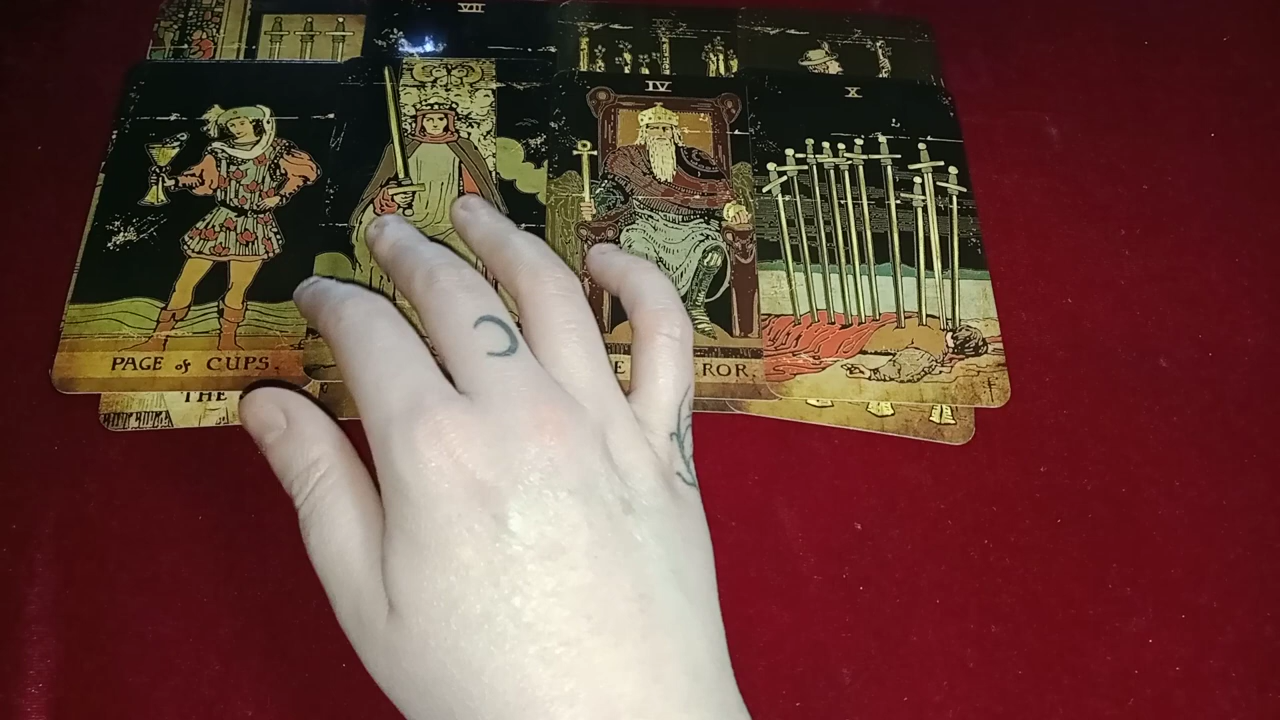 VII
IV
X
PAGE of CUPS.
E ROR.
THE